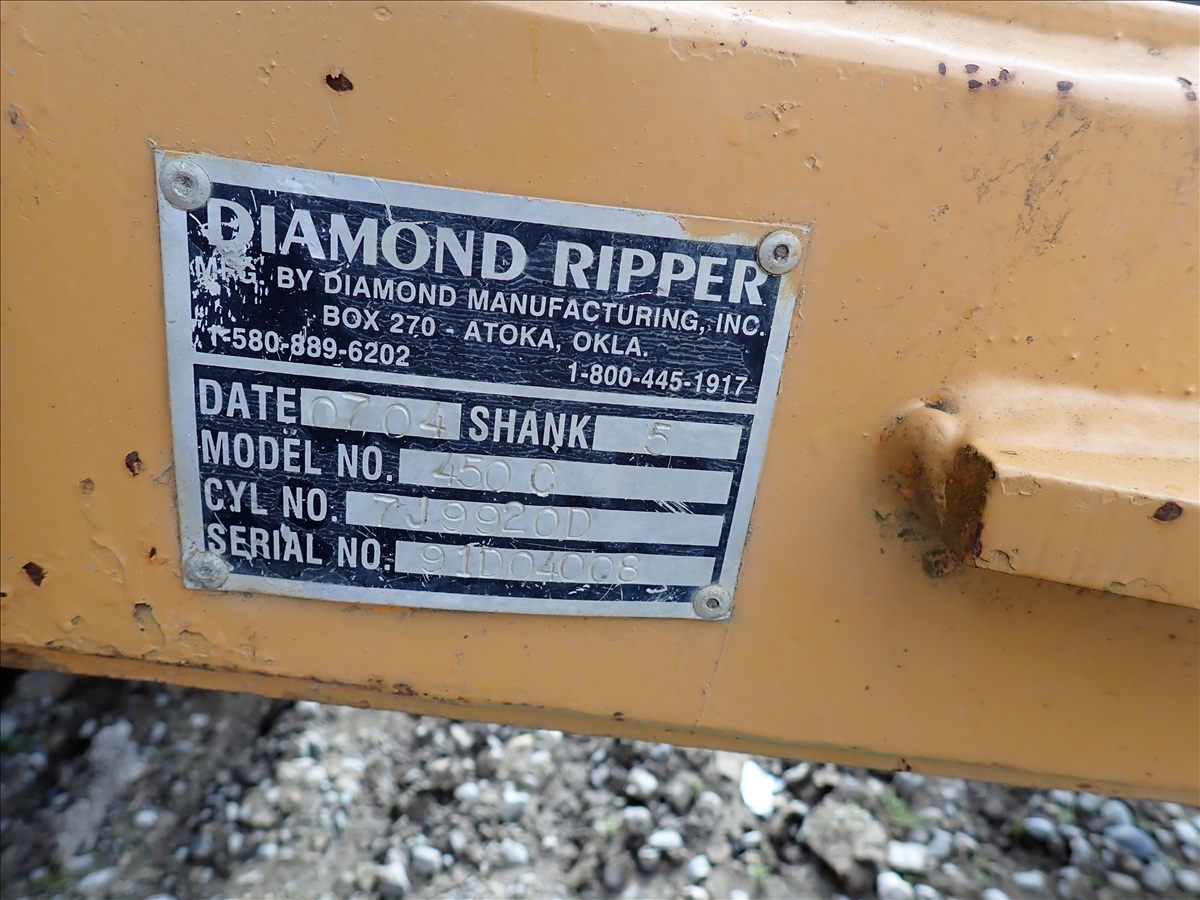 DIAMOND RIPPER
MFG. BY DIAMOND MANUFACTURING, INC.
BOX 270 - ATOKA, OKLA.
1-580-889-6202 1-800-445-1917
DATE 0704 SHANK 5
MODEL NO. 450 C
CYL NO. 7J9920D
SERIAL NO. 91D04008